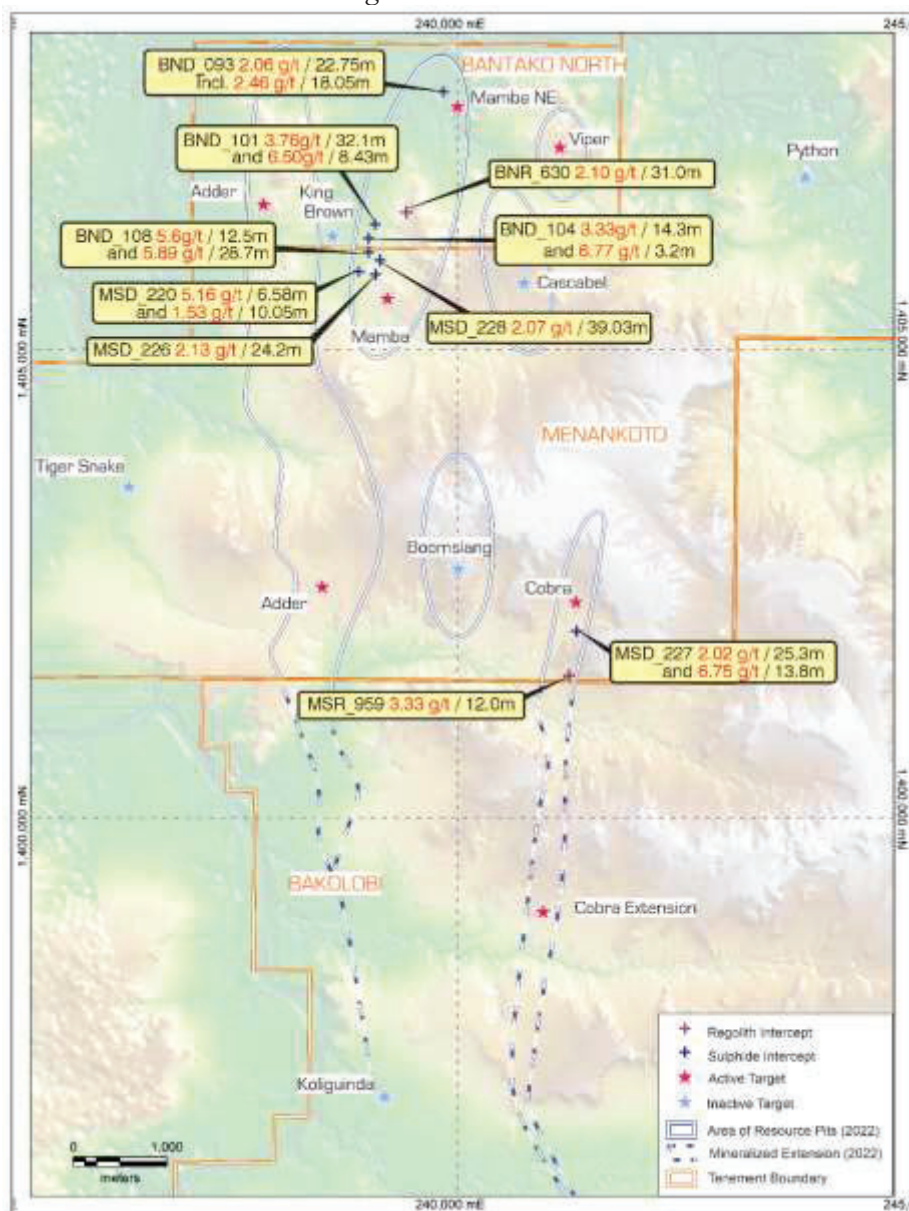 240,000 mE
245,
BND_093 2.06 g/t / 22.75m
Incl. 2.46 g/t / 18.05m
BANTAKO NORTH
Mamba NE
BND_101 3.76g/t / 32.1m
and 6.50g/t / 8.43m
Viper
Python
BNR_630 2.10 g/t / 31.0m
Adder
King
Brown
BND_108 5.6g/t / 12.5m
and 5.89 g/t / 28.7m
BND_104 3.33g/t / 14.3m
and 6.77 g/t / 3.2m
Cascabel
MSD_220 5.16 g/t / 6.58m
and 1.53 g/t / 10.05m
MSD_228 2.07 g/t / 39.03m
Mamba
MSD_226 2.13 g/t / 24.2m
1,405,000 mN
1,405,000 mN
MENANKOTO
Tiger Snake
Boomslang
Adder
Cobra
MSD_227 2.02 g/t / 25.3m
and 6.75 g/t / 13.8m
MSR_959 3.33 g/t / 12.0m
1,400,000 mN
1,400,000 mN
BAKOLOBI
Cobra Extension
Koliguinda
Regolith Intercept
Sulphide Intercept
Active Target
Inactive Target
Area of Resource Pits (2022)
Mineralized Extension (2022)
Tenement Boundary
0 1,000
meters
240,000 mE
245,